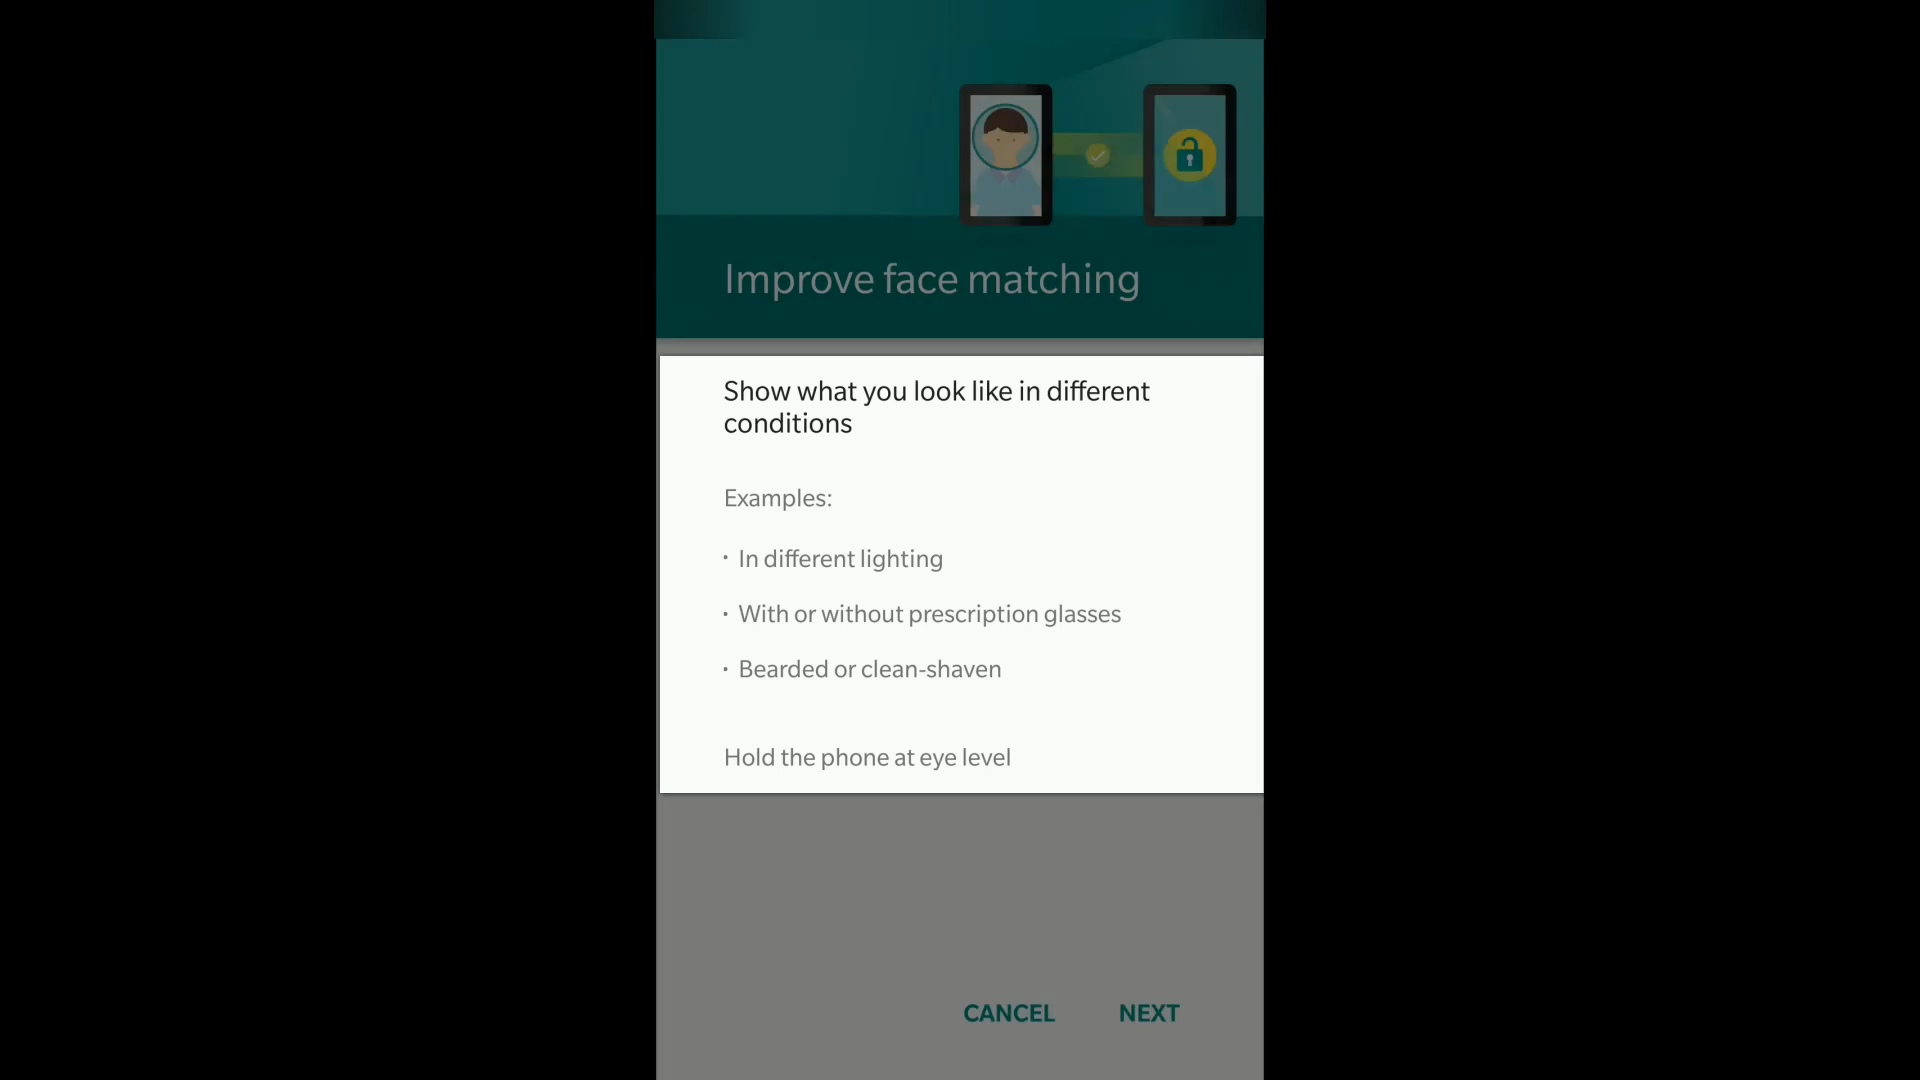 Improve face matching
Show what you look like in different
conditions
Examples:
· In different lighting
· With or without prescription glasses
· Bearded or clean-shaven
Hold the phone at eye level
CANCEL NEXT